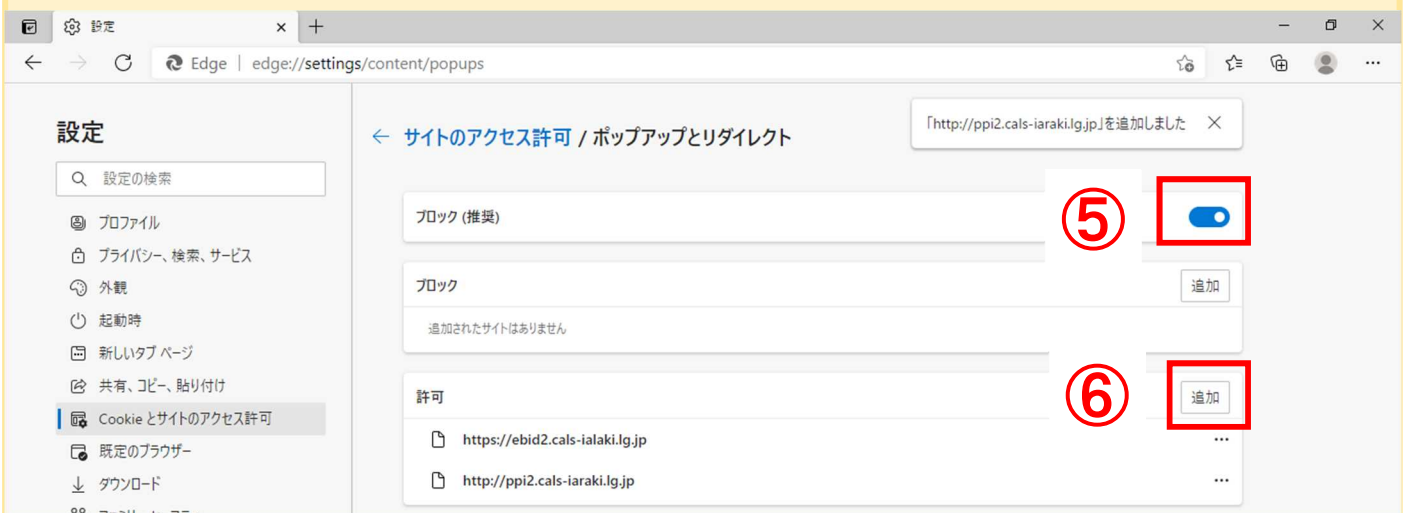 設定
Edge | edge://settings/content/popups
設定
設定の検索
プロファイル
プライバシー、検索、サービス
外観
起動時
新しいタブ ページ
共有、コピー、貼り付け
Cookie とサイトのアクセス許可
既定のブラウザー
ダウンロード
サイトのアクセス許可 / ポップアップとリダイレクト
「http://ppi2.cals-iaraki.lg.jp」を追加しました
ブロック (推奨)
⑤
ブロック
追加
追加されたサイトはありません
許可
⑥
追加
https://ebid2.cals-ialaki.lg.jp
http://ppi2.cals-iaraki.lg.jp